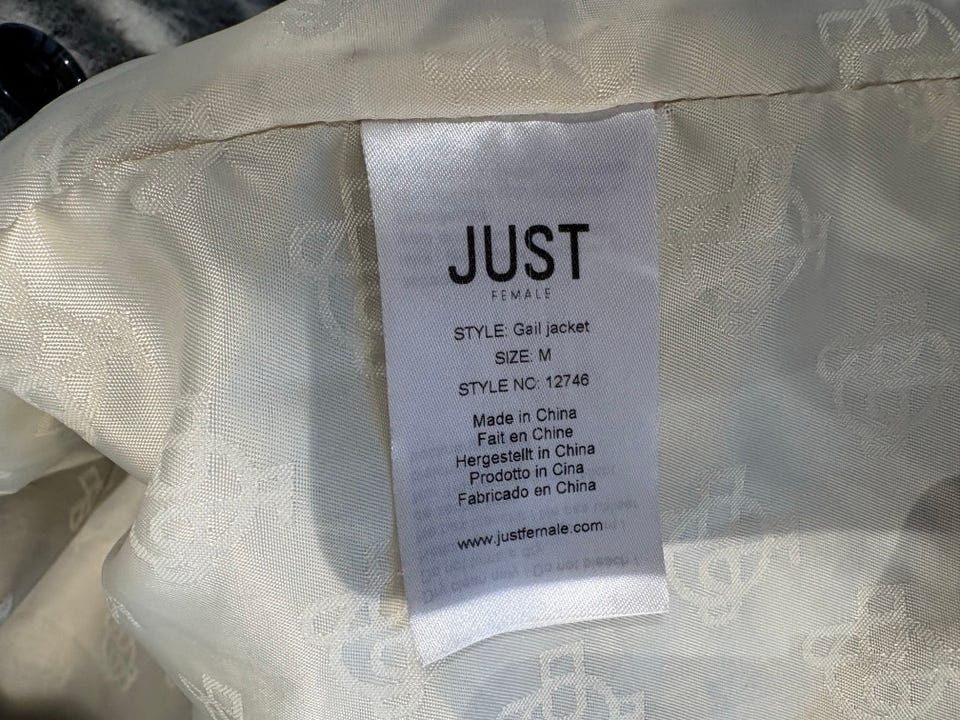 JUST
FEMALE
STYLE: Gail jacket
SIZE: M
STYLE NO: 12746
Made in China
Fait en Chine
Hergestellt in China
Prodotto in Cina
Fabricado en China
www.justfemale.com